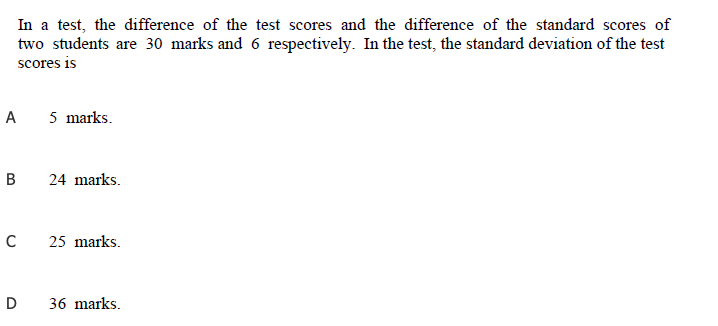 In a test, the difference of the test scores and the difference of the standard scores of
two students are 30 marks and 6 respectively. In the test, the standard deviation of the test
scores is
A 5 marks.
B 24 marks.
C 25 marks.
D 36 marks.